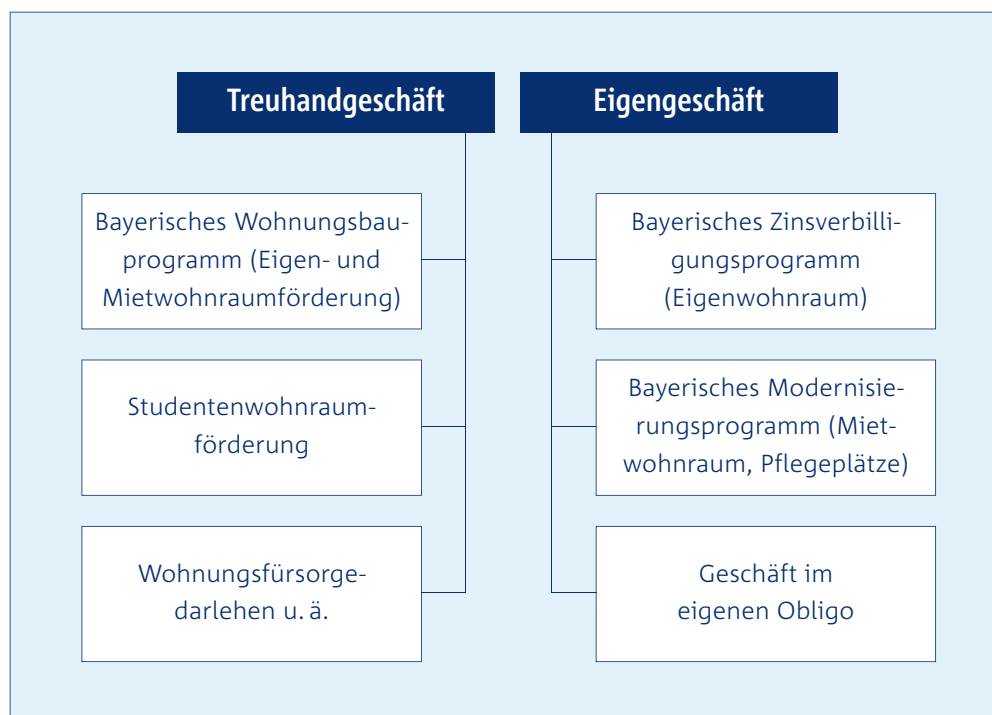 Treuhandgeschäft
Bayerisches Wohnungsbau-
programm (Eigen- und
Mietwohnraumförderung)
Studentenwohnraum-
förderung
Wohnungsfürsorge-
darlehen u. ä.
Eigengeschäft
Bayerisches Zinsverbilli-
gungsprogramm
(Eigenwohnraum)
Bayerisches Modernisie-
rungsprogramm (Miet-
wohnraum, Pflegeplätze)
Geschäft im
eigenen Obligo